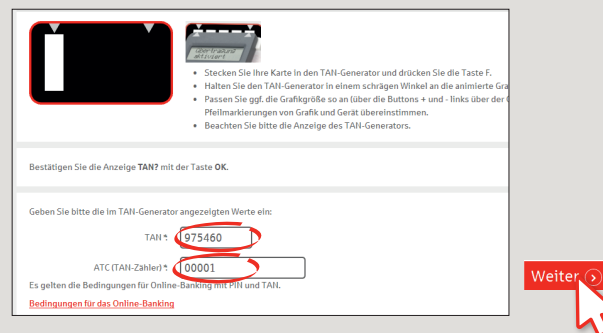 Übertragung
aktiviert
• Stecken Sie Ihre Karte in den TAN-Generator und drücken Sie die Taste F.
• Halten Sie den TAN-Generator in einem schrägen Winkel an die animierte Gra
• Passen Sie ggf. die Grafikgröße so an (über die Buttons + und - links über der
Pfeilmarkierungen von Grafik und Gerät übereinstimmen.
• Beachten Sie bitte die Anzeige des TAN-Generators.
Bestätigen Sie die Anzeige TAN? mit der Taste OK.
Geben Sie bitte die im TAN-Generator angezeigten Werte ein:
TAN *: 975460
ATC (TAN-Zähler) *: 00001
Es gelten die Bedingungen für Online-Banking mit PIN und TAN.
Bedingungen für das Online-Banking
Weiter